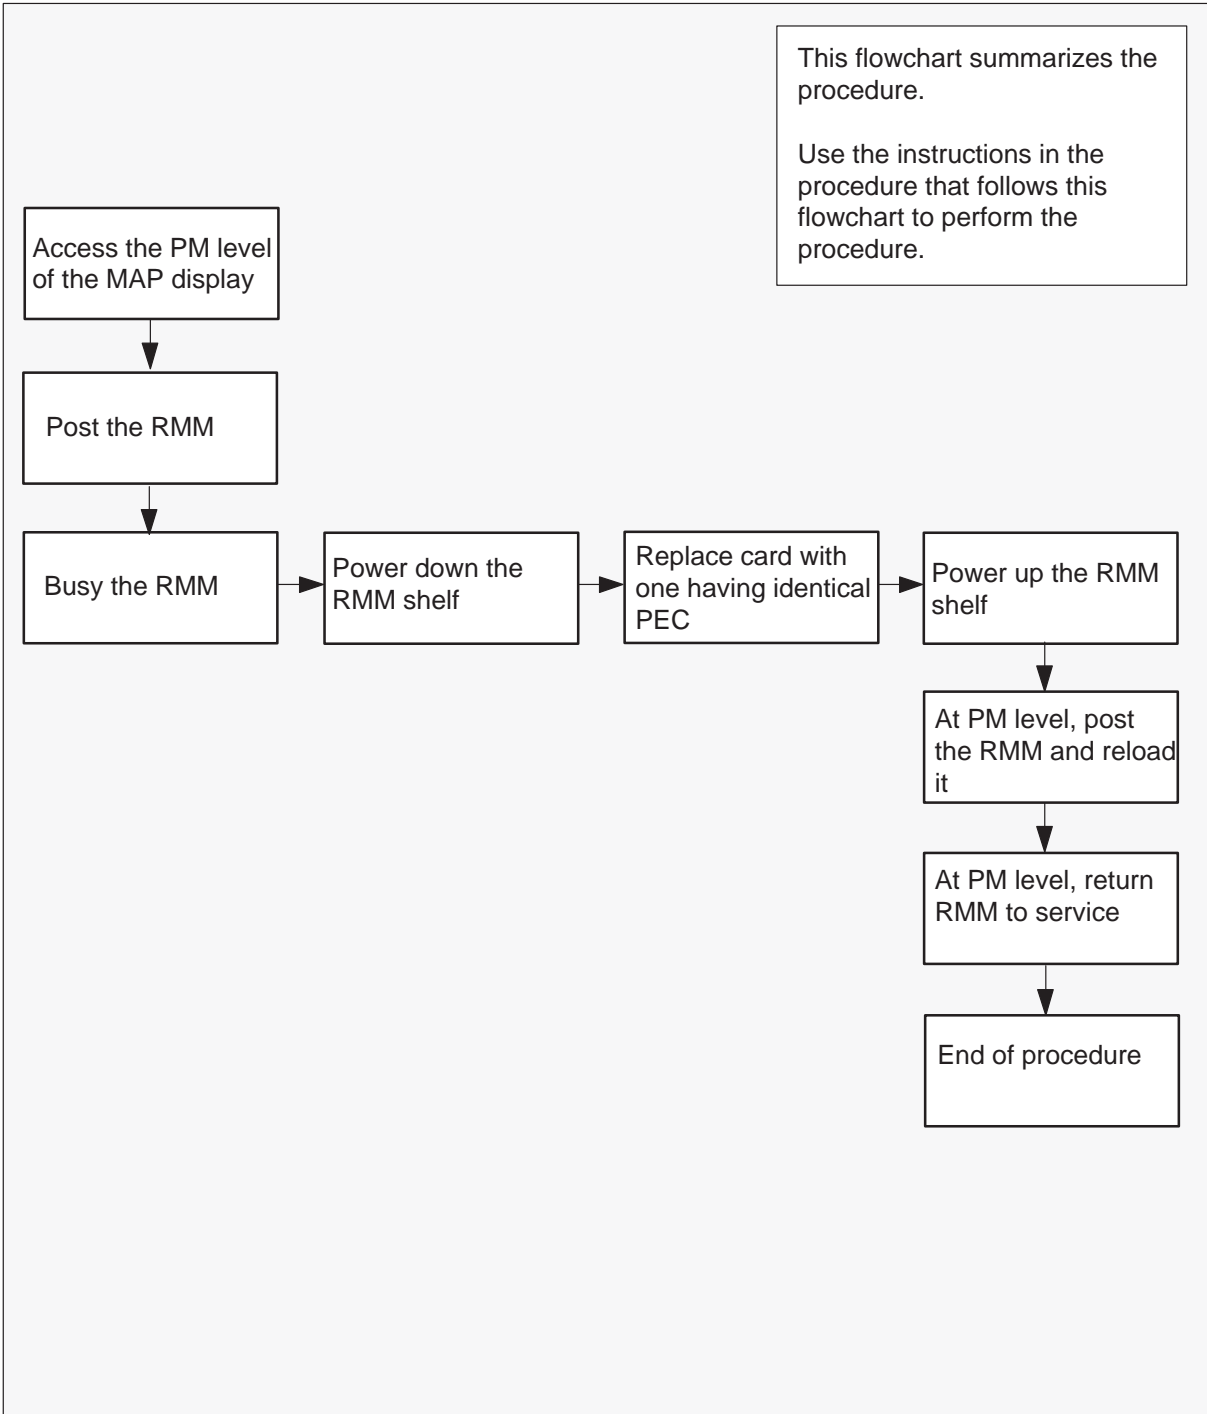 This flowchart summarizes the
procedure.
Use the instructions in the
procedure that follows this
flowchart to perform the
procedure.
Access the PM level
of the MAP display
Post the RMM
Busy the RMM
Power down the
RMM shelf
Replace card with
one having identical
PEC
Power up the RMM
shelf
At PM level, post
the RMM and reload
it
At PM level, return
RMM to service
End of procedure